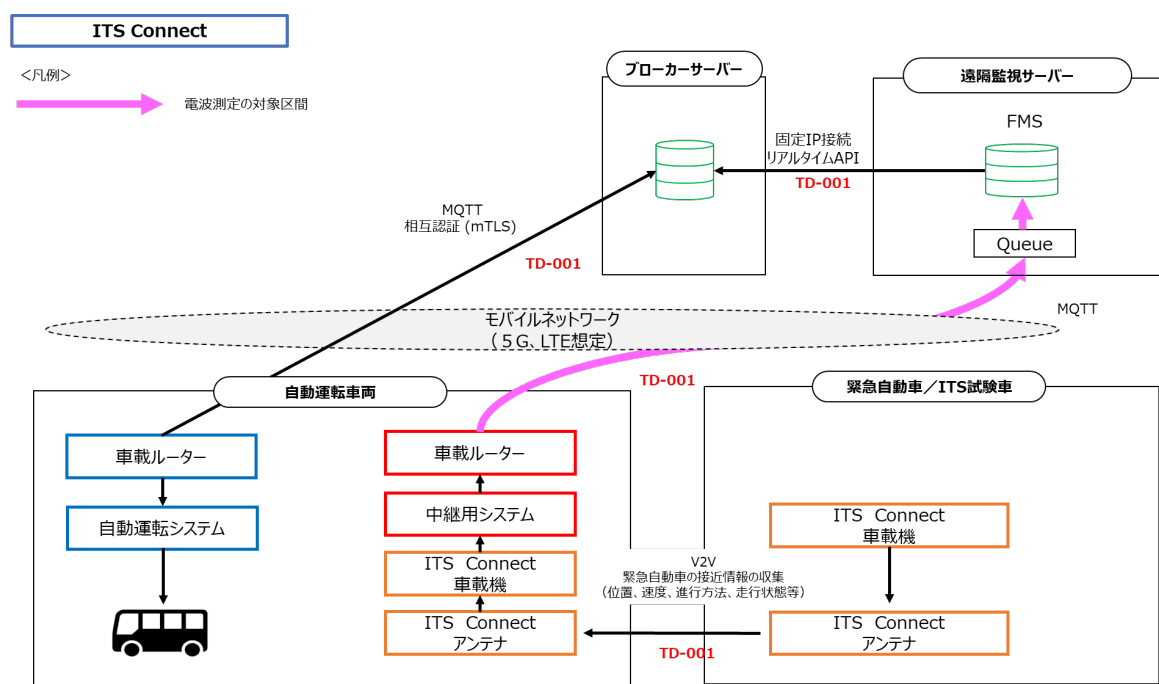 ITS Connect
<凡例>
電波測定の対象区間
ブローカーサーバー
遠隔監視サーバー
FMS
固定IP接続
リアルタイムAPI
TD-001
Queue
MQTT
相互認証 (mTLS)
TD-001
MQTT
モバイルネットワーク
(５G、LTE想定)
TD-001
自動運転車両
緊急自動車／ITS試験車
車載ルーター
自動運転システム
車載ルーター
中継用システム
ITS Connect
車載機
ITS Connect
アンテナ
V2V
緊急自動車の接近情報の収集
(位置、速度、進行方法、走行状態等)
TD-001
ITS Connect
車載機
ITS Connect
アンテナ